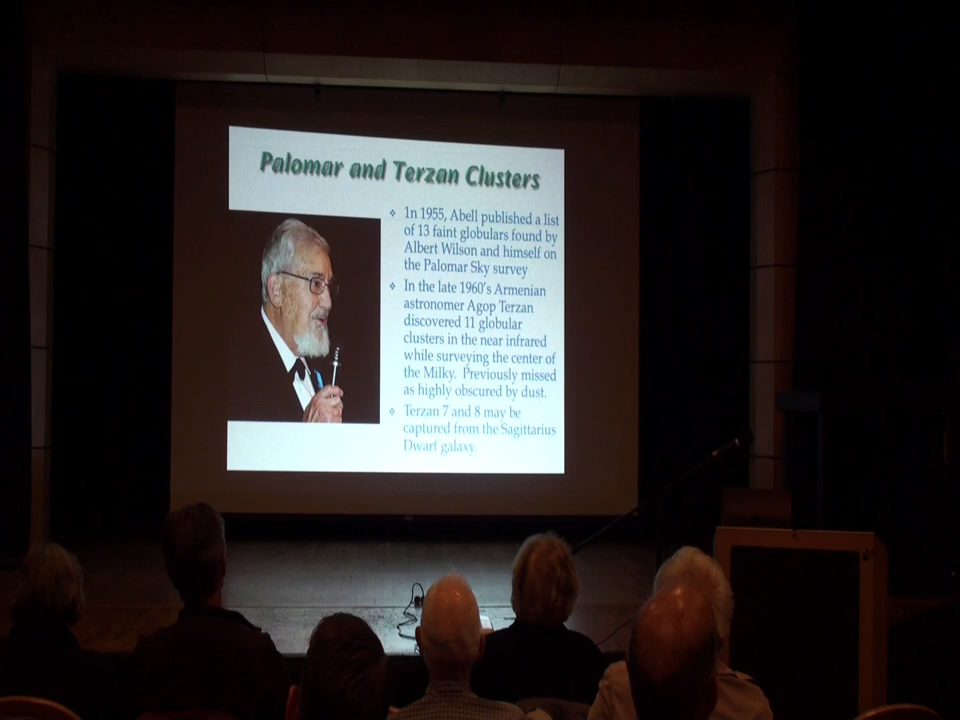 Palomar and Terzan Clusters
1n 1955, Abell published a list
of 13 faint globulars found by
Albert Wilson and himself on
the Palomar Sky survey
In the late 1960's Armenian
astronomer Agop Terzan
discovered 11 globular
clusters in the near infrared
while surveying the center of
the Milky. Previously missed
as highly obscured by dust.
Terzan 7 and 8 may be
captured from the Sagittarius
Dwarf galaxy.